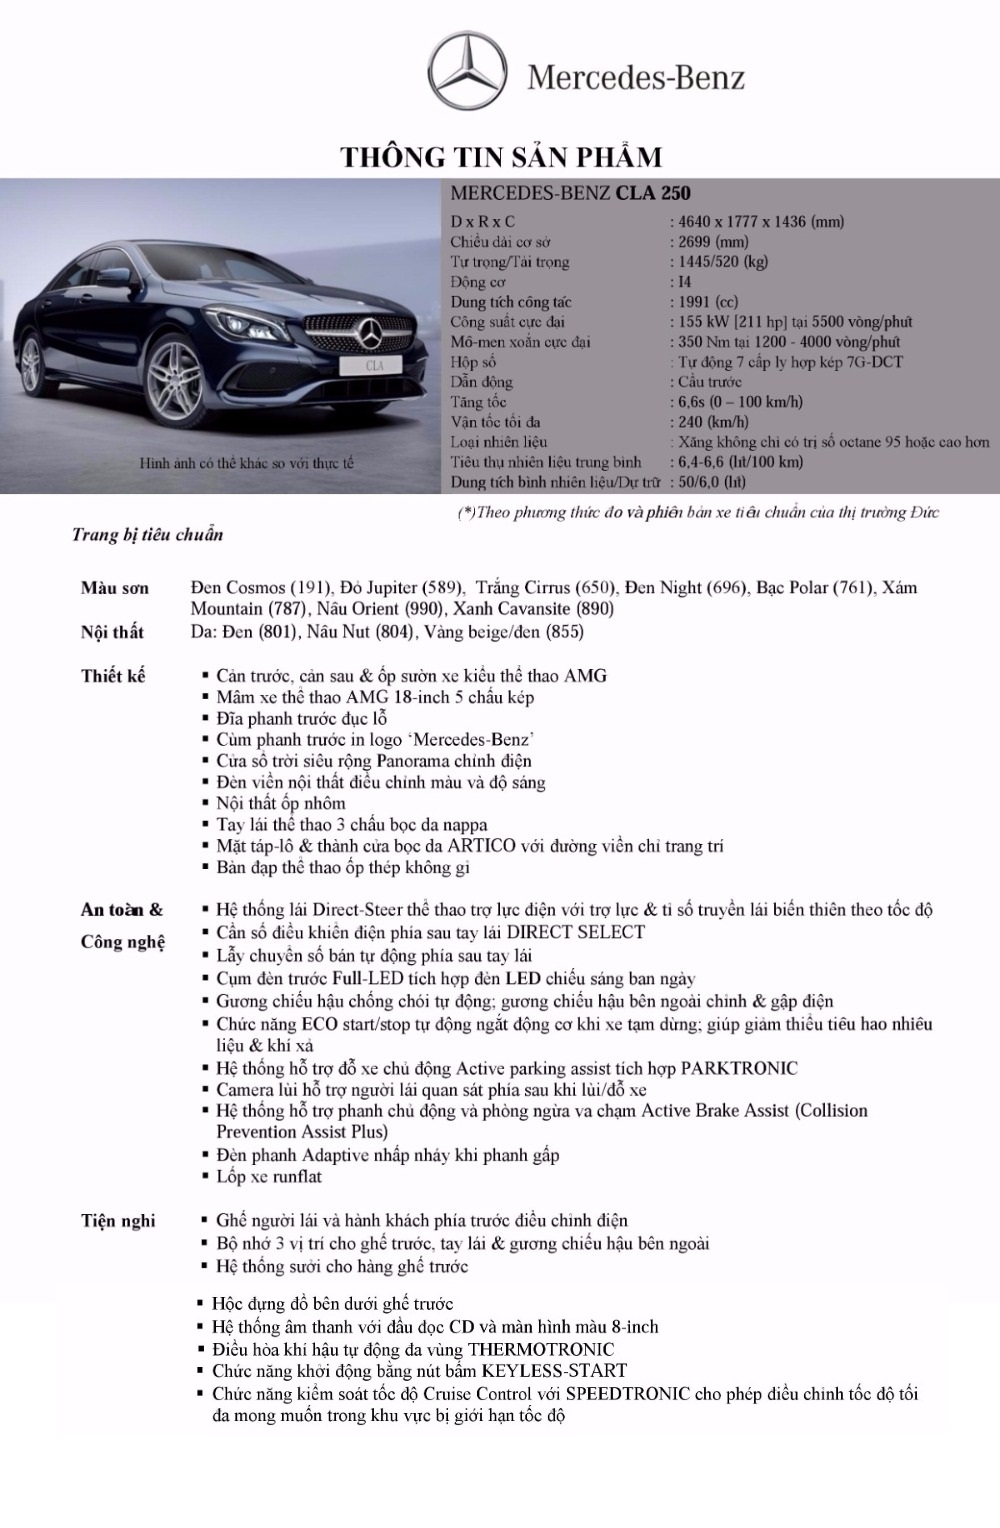 Mercedes-Benz
THÔNG TIN SẢN PHẨM
MERCEDES-BENZ CLA 250
D x R x C : 4640 x 1777 x 1436 (mm)
Chiều dài cơ sở : 2699 (mm)
Tự trọng/Tải trọng : 1445/520 (kg)
Động cơ : I4
Dung tích công tác : 1991 (cc)
Công suất cực đại : 155 kW [211 hp] tại 5500 vòng/phút
Mô-men xoắn cực đại : 350 Nm tại 1200 - 4000 vòng/phút
Hộp số : Tự động 7 cấp ly hợp kép 7G-DCT
Dẫn động : Cầu trước
Tăng tốc : 6,6s (0 – 100 km/h)
Vận tốc tối đa : 240 (km/h)
Loại nhiên liệu : Xăng không chì có trị số octane 95 hoặc cao hơn
Tiêu thụ nhiên liệu trung bình : 6,4-6,6 (lít/100 km)
Dung tích bình nhiên liệu/Dự trữ : 50/6,0 (lít)
CLA
Hình ảnh có thể khác so với thực tế
(*)Theo phương thức đo và phiên bản xe tiêu chuẩn của thị trường Đức
Trang bị tiêu chuẩn
Màu sơn Đen Cosmos (191), Đỏ Jupiter (589), Trắng Cirrus (650), Đen Night (696), Bạc Polar (761), Xám
Mountain (787), Nâu Orient (990), Xanh Cavansite (890)
Nội thất Da: Đen (801), Nâu Nut (804), Vàng beige/đen (855)
Thiết kế ▪ Cản trước, cản sau & ốp sườn xe kiểu thể thao AMG
▪ Mâm xe thể thao AMG 18-inch 5 chấu kép
▪ Đĩa phanh trước đục lỗ
▪ Cùm phanh trước in logo ‘Mercedes-Benz’
▪ Cửa sổ trời siêu rộng Panorama chỉnh điện
▪ Đèn viền nội thất điều chỉnh màu và độ sáng
▪ Nội thất ốp nhôm
▪ Tay lái thể thao 3 chấu bọc da nappa
▪ Mặt táp-lô & thành cửa bọc da ARTICO với đường viền chỉ trang trí
▪ Bàn đạp thể thao ốp thép không gỉ
An toàn & ▪ Hệ thống lái Direct-Steer thể thao trợ lực điện với trợ lực & tỉ số truyền lái biến thiên theo tốc độ
Công nghệ ▪ Cần số điều khiển điện phía sau tay lái DIRECT SELECT
▪ Lẫy chuyển số bán tự động phía sau tay lái
▪ Cụm đèn trước Full-LED tích hợp đèn LED chiếu sáng ban ngày
▪ Gương chiếu hậu chống chói tự động; gương chiếu hậu bên ngoài chỉnh & gập điện
▪ Chức năng ECO start/stop tự động ngắt động cơ khi xe tạm dừng; giúp giảm thiểu tiêu hao nhiêu
liệu & khí xả
▪ Hệ thống hỗ trợ đỗ xe chủ động Active parking assist tích hợp PARKTRONIC
▪ Camera lùi hỗ trợ người lái quan sát phía sau khi lùi/đỗ xe
▪ Hệ thống hỗ trợ phanh chủ động và phòng ngừa va chạm Active Brake Assist (Collision
Prevention Assist Plus)
▪ Đèn phanh Adaptive nhấp nháy khi phanh gấp
▪ Lốp xe runflat
Tiện nghi ▪ Ghế người lái và hành khách phía trước điều chỉnh điện
▪ Bộ nhớ 3 vị trí cho ghế trước, tay lái & gương chiếu hậu bên ngoài
▪ Hệ thống sưởi cho hàng ghế trước
▪ Hộc đựng đồ bên dưới ghế trước
▪ Hệ thống âm thanh với đầu đọc CD và màn hình màu 8-inch
▪ Điều hòa khí hậu tự động đa vùng THERMOTRONIC
▪ Chức năng khởi động bằng nút bấm KEYLESS-START
▪ Chức năng kiểm soát tốc độ Cruise Control với SPEEDTRONIC cho phép điều chỉnh tốc độ tối
đa mong muốn trong khu vực bị giới hạn tốc độ